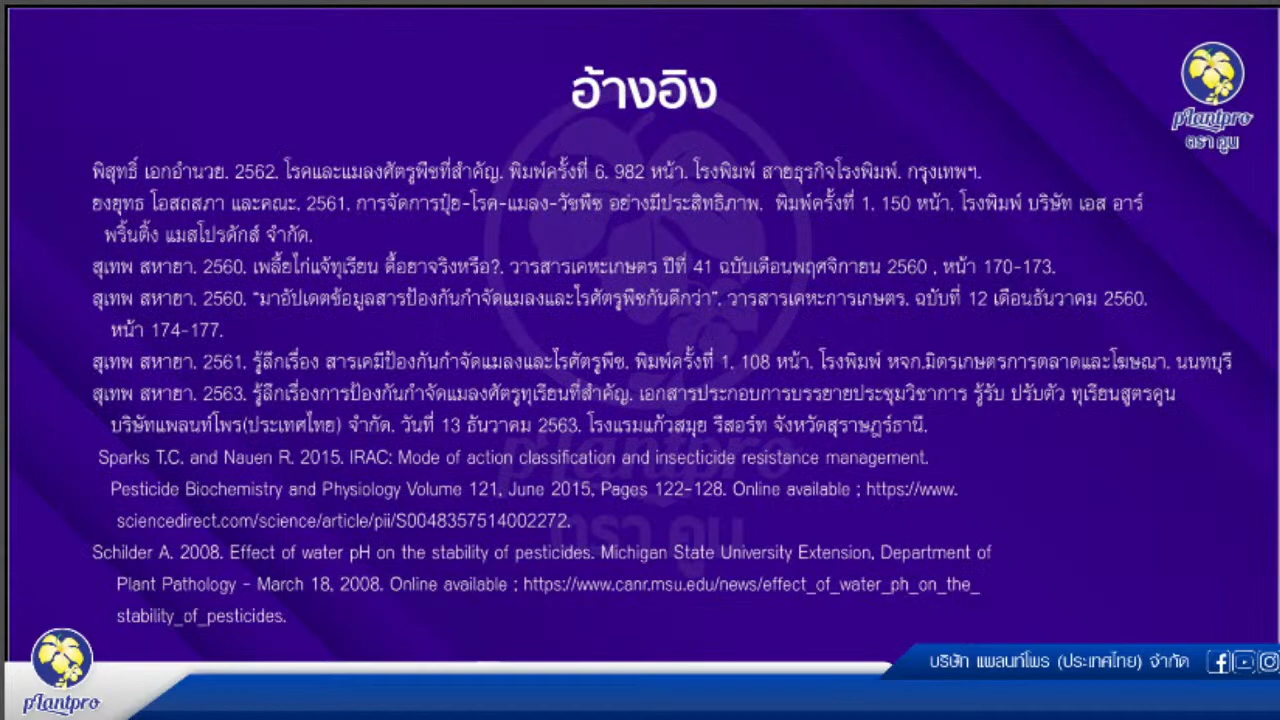 อ้างอิง
plantpro
ตรา คูน
พิสุทธิ์ เอกอำนวย. 2562. โรคและแมลงศัตรูพืชที่สำคัญ. พิมพ์ครั้งที่ 6. 982 หน้า. โรงพิมพ์ สายธุรกิจโรงพิมพ์. กรุงเทพฯ.
ยงยุทธ โอสถสภา และคณะ. 2561. การจัดการปุ๋ย-โรค-แมลง-วัชพืช อย่างมีประสิทธิภาพ. พิมพ์ครั้งที่ 1. 150 หน้า. โรงพิมพ์ บริษัท เอส อาร์
พริ้นติ้ง แมสโปรดักส์ จำกัด.
สุเทพ สหายา. 2560. เพลี้ยไก่แจ้ทุเรียน ดื้อยาจริงหรือ?. วารสารเคหะเกษตร ปีที่ 41 ฉบับเดือนพฤศจิกายน 2560 , หน้า 170-173.
สุเทพ สหายา. 2560. “มาอัปเดตข้อมูลสารป้องกันกำจัดแมลงและไรศัตรูพืชกันดีกว่า”. วารสารเคหะการเกษตร. ฉบับที่ 12 เดือนธันวาคม 2560.
หน้า 174-177.
สุเทพ สหายา. 2561. รู้ลึกเรื่อง สารเคมีป้องกันกำจัดแมลงและไรศัตรูพืช. พิมพ์ครั้งที่ 1. 108 หน้า. โรงพิมพ์ หจก.มิตรเกษตรการตลาดและโฆษณา. นนทบุรี
สุเทพ สหายา. 2563. รู้ลึกเรื่องการป้องกันกำจัดแมลงศัตรูทุเรียนที่สำคัญ. เอกสารประกอบการบรรยายประชุมวิชาการ รู้รับ ปรับตัว ทุเรียนสูตรคูน
บริษัทแพลนท์โพร(ประเทศไทย) จำกัด. วันที่ 13 ธันวาคม 2563. โรงแรมแก้วสมุย รีสอร์ท จังหวัดสุราษฎร์ธานี.
Sparks T.C. and Nauen R. 2015. IRAC: Mode of action classification and insecticide resistance management.
Pesticide Biochemistry and Physiology Volume 121, June 2015, Pages 122-128. Online available ; https://www.
sciencedirect.com/science/article/pii/S0048357514002272.
Schilder A. 2008. Effect of water pH on the stability of pesticides. Michigan State University Extension, Department of
Plant Pathology - March 18, 2008. Online available ; https://www.canr.msu.edu/news/effect_of_water_ph_on_the_
stability_of_pesticides.
plantpro
ตรา คูน
บริษัท แพลนท์โพร (ประเทศไทย) จำกัด
plantpro